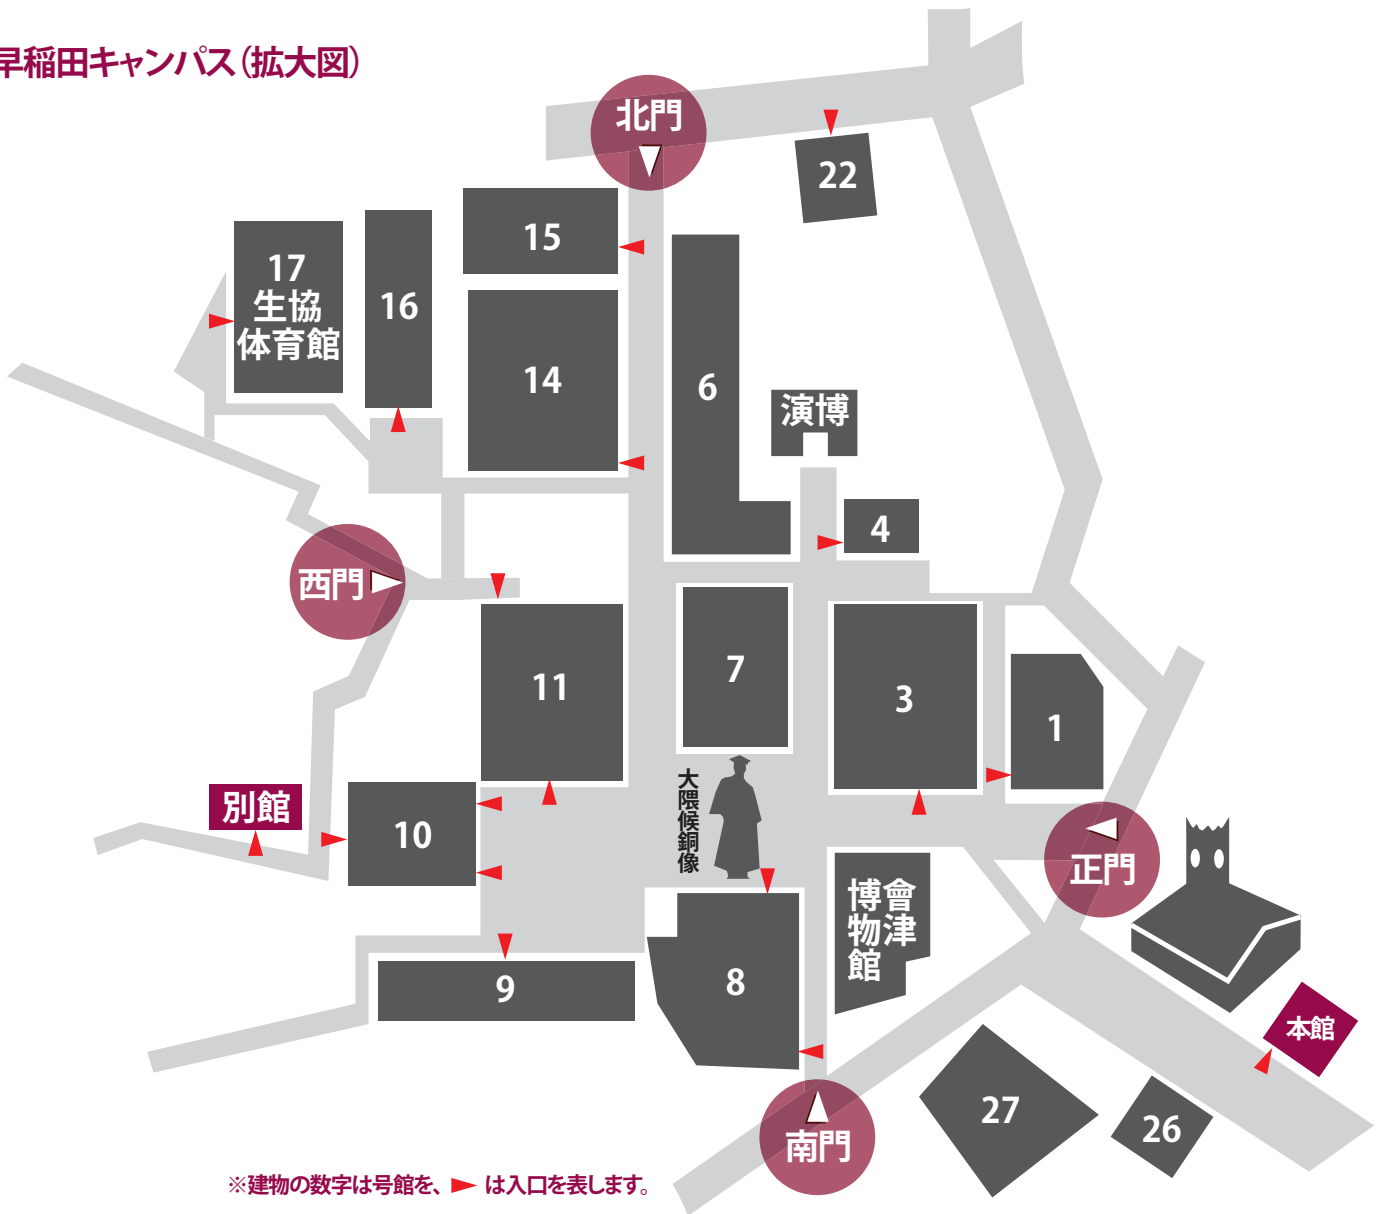 早稲田キャンパス（拡大図）
北門
22
15
17
生協
体育館
16
14
6
演博
4
西門
11
7
3
1
大隈候銅像
別館
10
正門
會津
博物館
8
9
本館
27
26
南門
※建物の数字は号館を、 は入口を表します。